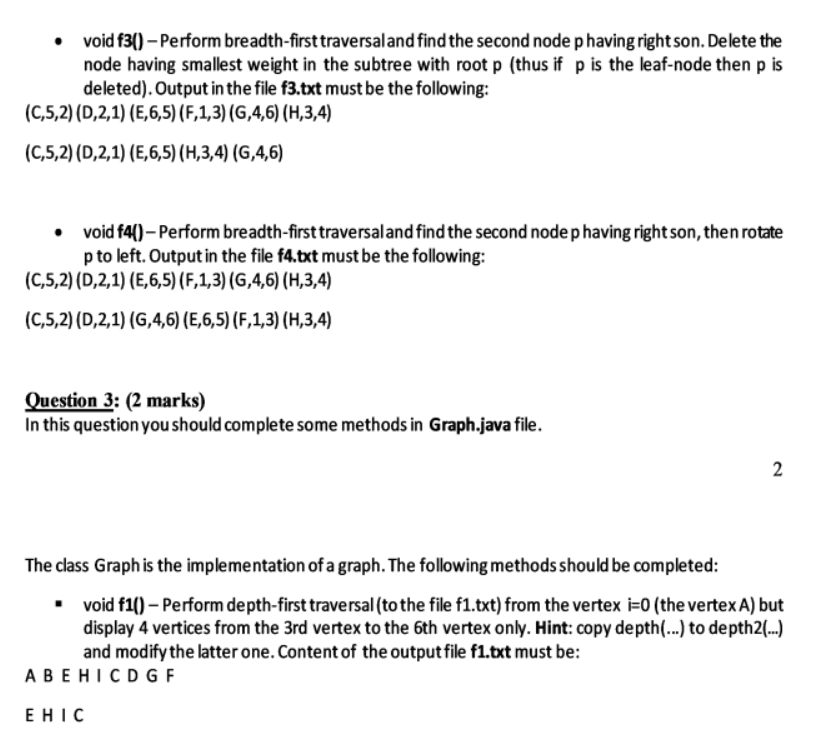 • void f3() – Perform breadth-first traversal and find the second node p having right son. Delete the
node having smallest weight in the subtree with root p (thus if p is the leaf-node then p is
deleted). Output in the file f3.txt must be the following:
(C,5,2) (D,2,1) (E,6,5) (F,1,3) (G,4,6) (H,3,4)
(C,5,2) (D,2,1) (E,6,5) (H,3,4) (G,4,6)
• void f4() – Perform breadth-first traversal and find the second node p having right son, then rotate
p to left. Output in the file f4.txt must be the following:
(C,5,2) (D,2,1) (E,6,5) (F,1,3) (G,4,6) (H,3,4)
(C,5,2) (D,2,1) (G,4,6) (E,6,5) (F,1,3) (H,3,4)
Question 3: (2 marks)
In this question you should complete some methods in Graph.java file.
2
The class Graph is the implementation of a graph. The following methods should be completed:
▪ void f1() – Perform depth-first traversal (to the file f1.txt) from the vertex i=0 (the vertex A) but
display 4 vertices from the 3rd vertex to the 6th vertex only. Hint: copy depth(...) to depth2(...)
and modify the latter one. Content of the output file f1.txt must be:
A B E H I C D G F
E H I C